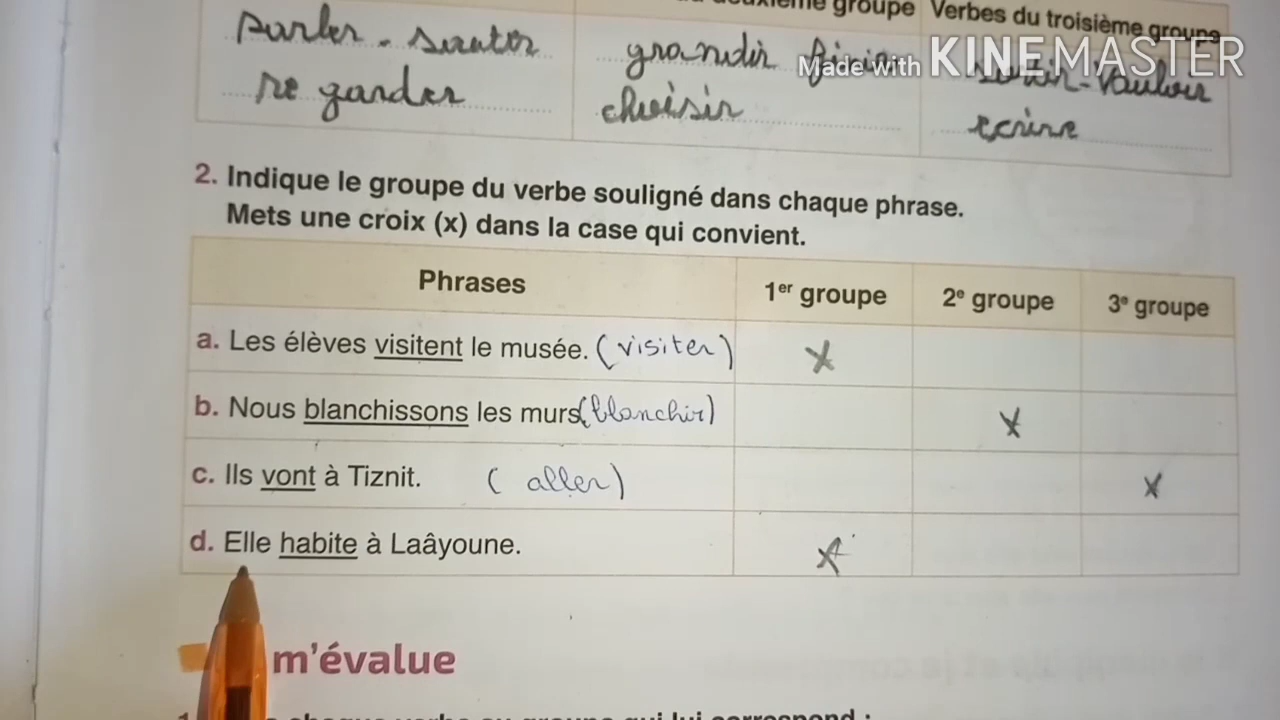 groupe Verbes du troisième groupe
parler - sauter grandir
re garder choisir écrire
Made with KINEMASTER
2. Indique le groupe du verbe souligné dans chaque phrase.
Mets une croix (x) dans la case qui convient.
Phrases 1er groupe 2e groupe 3e groupe
a. Les élèves visitent le musée. (visiter) x
b. Nous blanchissons les murs (blanchir) x
c. Ils vont à Tiznit. (aller) x
d. Elle habite à Laâyoune. x
m'évalue